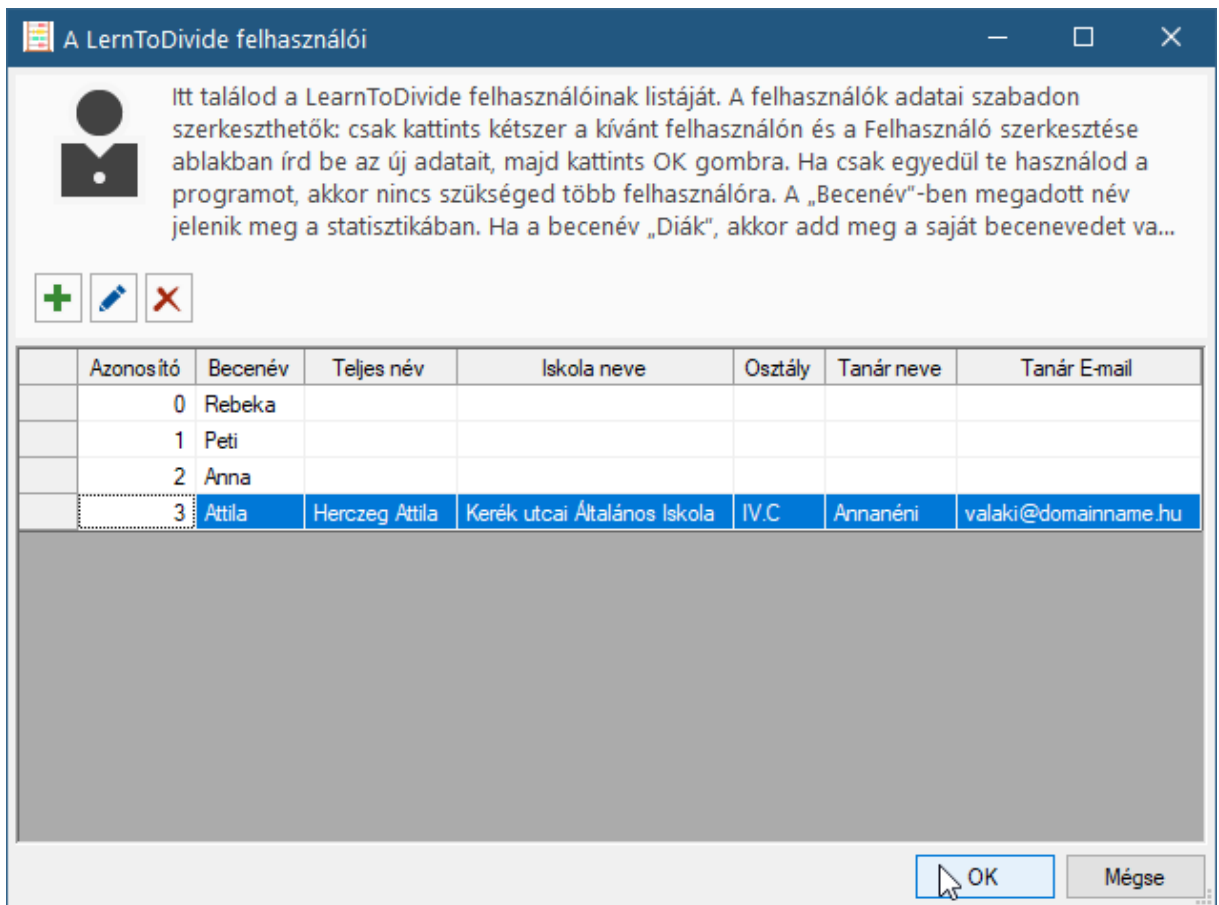 A LernToDivide felhasználói
Itt találod a LearnToDivide felhasználóinak listáját. A felhasználók adatai szabadon
szerkeszthetők: csak kattints kétszer a kívánt felhasználón és a Felhasználó szerkesztése
ablakban írd be az új adatait, majd kattints OK gombra. Ha csak egyedül te használod a
programot, akkor nincs szükséged több felhasználóra. A „Becenév"-ben megadott név
jelenik meg a statisztikában. Ha a becenév „Diák", akkor add meg a saját becenevedet va...
Azonosító Becenév Teljes név Iskola neve Osztály Tanár neve Tanár E-mail
0 Rebeka
1 Peti
2 Anna
3 Attila Herczeg Attila Kerék utcai Általános Iskola IV.C Annanéni valaki@domainname.hu
OK Mégse